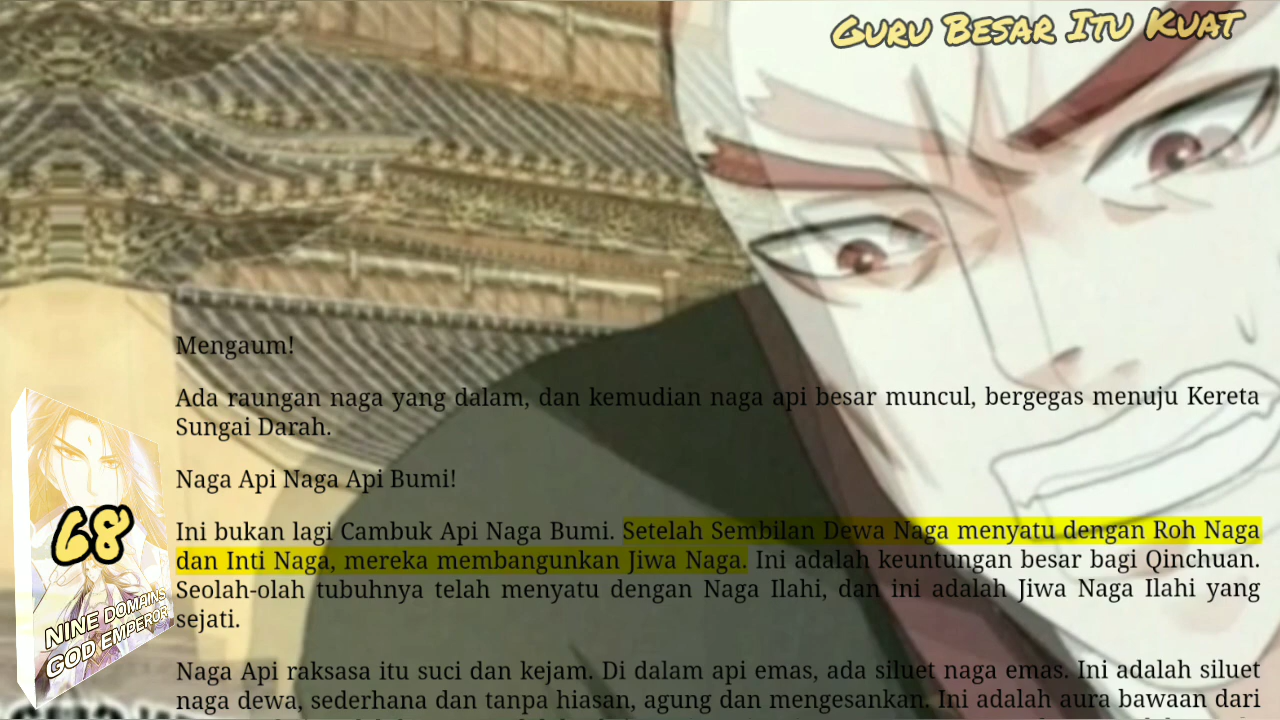 Guru Besar Itu Kuat
Mengaum!
Ada raungan naga yang dalam, dan kemudian naga api besar muncul, bergegas menuju Kereta
Sungai Darah.
Naga Api Naga Api Bumi!
Ini bukan lagi Cambuk Api Naga Bumi. Setelah Sembilan Dewa Naga menyatu dengan Roh Naga
dan Inti Naga, mereka membangunkan Jiwa Naga. Ini adalah keuntungan besar bagi Qinchuan.
Seolah-olah tubuhnya telah menyatu dengan Naga Ilahi, dan ini adalah Jiwa Naga Ilahi yang
sejati.
Naga Api raksasa itu suci dan kejam. Di dalam api emas, ada siluet naga emas. Ini adalah siluet
naga dewa, sederhana dan tanpa hiasan, agung dan mengesankan. Ini adalah aura bawaan dari
68
NINE DOMAINS
GOD EMPEROR